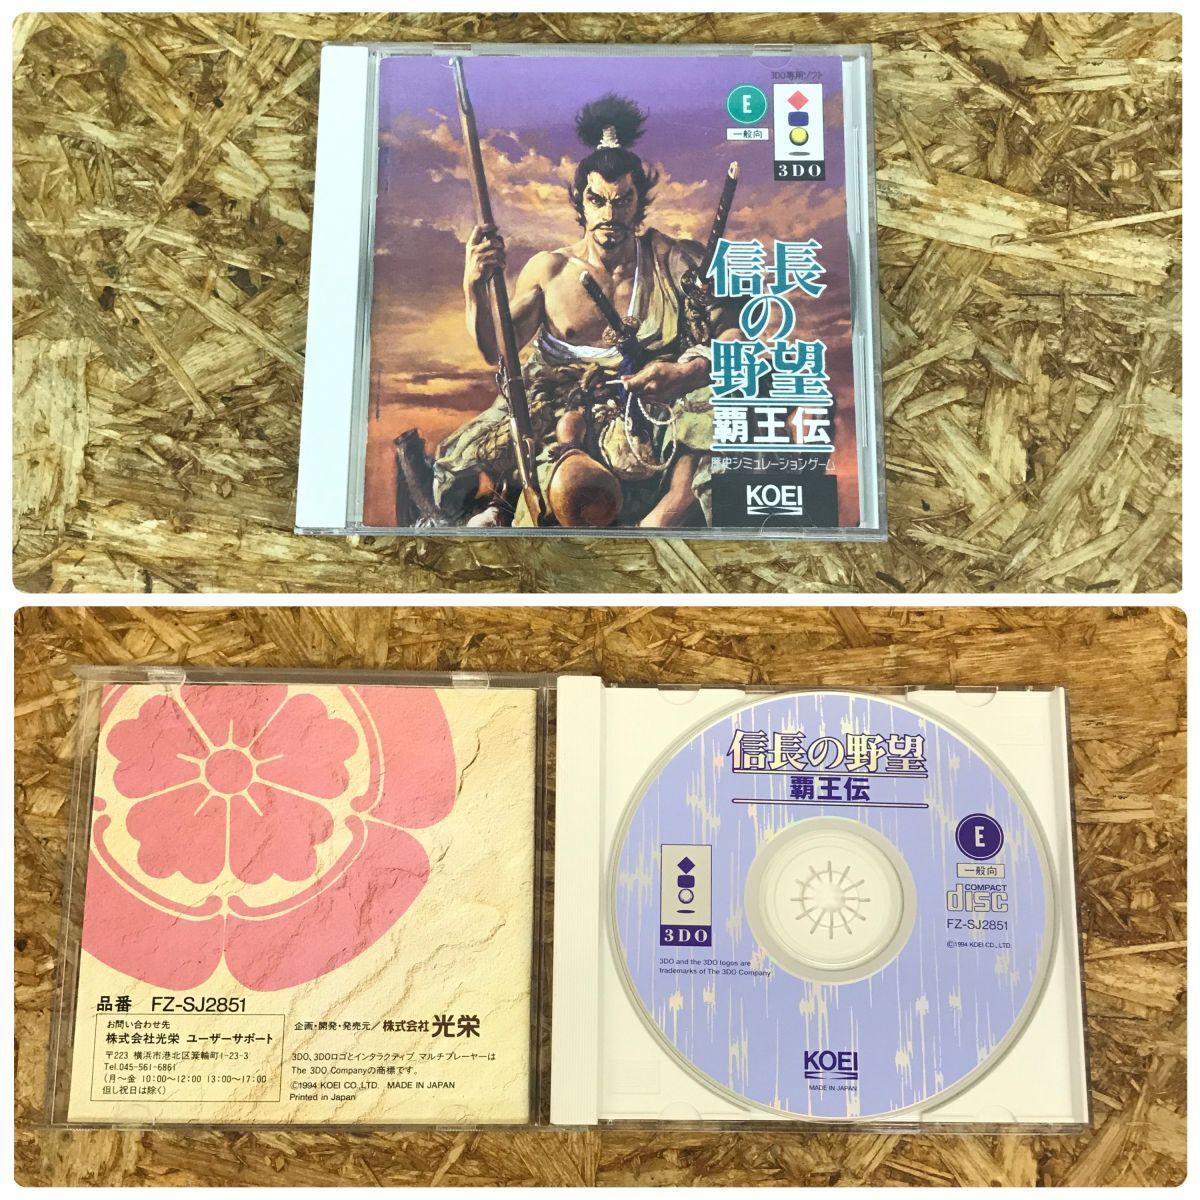 3DO専用ソフト
E
一般向
3DO
信長
の
野望
覇王伝
歴史シミュレーションゲーム
KOEI
品番 FZ-SJ2851
お問い合わせ先
株式会社光栄 ユーザーサポート
〒223 横浜市港北区箕輪町1-23-3
Tel.045-561-6861
(月〜金 10:00〜12:00 13:00〜17:00
但し祝日は除く)
企画・開発・発売元／株式会社光栄
3DO、3DOロゴとインタラクティブ マルチプレーヤーは
The 3DO Companyの商標です。
©1994 KOEI CO.,LTD. MADE IN JAPAN
Printed in Japan
信長の野望
覇王伝
E
一般向
COMPACT
disc
FZ-SJ2851
©1994 KOEI CO., LTD.
3DO
3DO and the 3DO logos are
trademarks of The 3DO Company
KOEI
MADE IN JAPAN